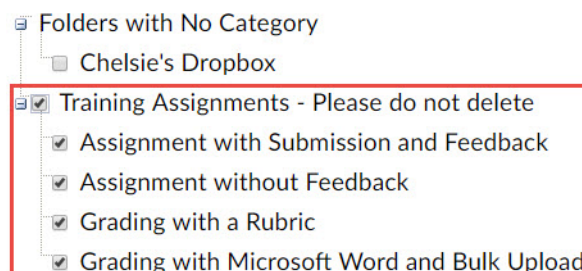 Folders with No Category
Chelsie's Dropbox
Training Assignments - Please do not delete
Assignment with Submission and Feedback
Assignment without Feedback
Grading with a Rubric
Grading with Microsoft Word and Bulk Upload